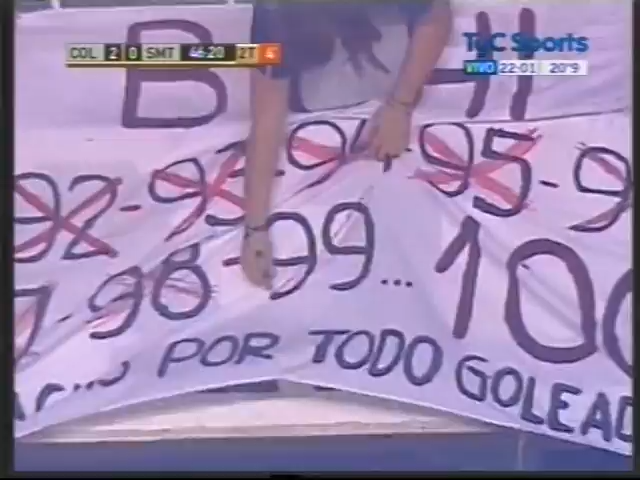 COL 2 0 SMT 46:20 2T 4'
TyC Sports
VIVO 22:01 20°9
92 - 93 - 94 - 95 - 9
98 - 99... 100
POR TODO GOLEAD